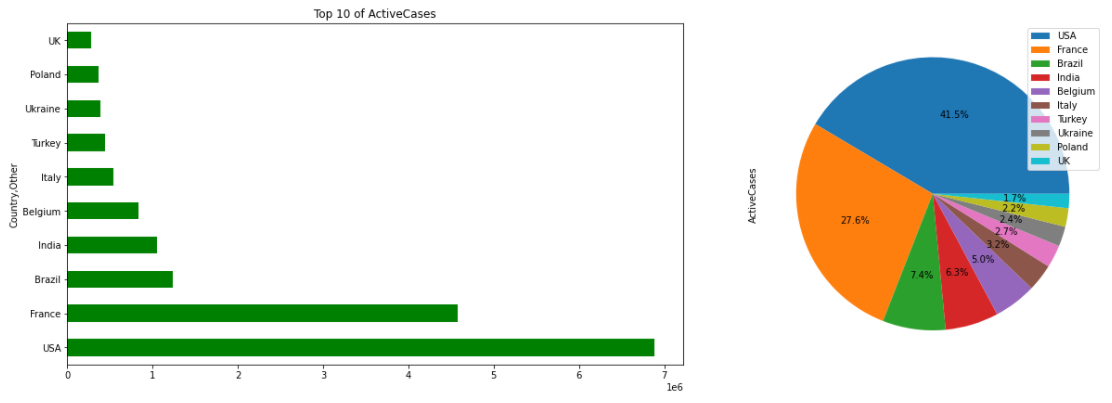 Top 10 of ActiveCases
Country,Other
UK
Poland
Ukraine
Turkey
Italy
Belgium
India
Brazil
France
USA
0 1 2 3 4 5 6 7
1e6
ActiveCases
41.5%
27.6%
7.4%
6.3%
5.0%
3.2%
2.7%
2.4%
2.2%
1.7%
USA
France
Brazil
India
Belgium
Italy
Turkey
Ukraine
Poland
UK